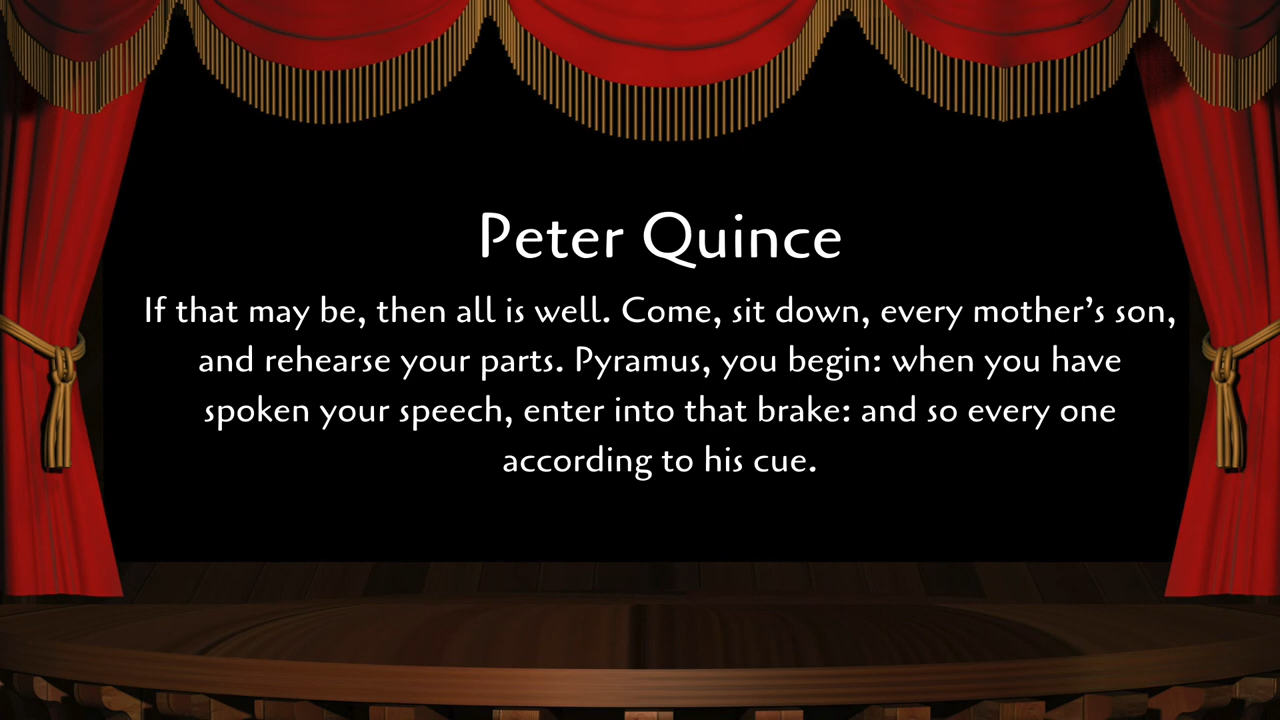 Peter Quince
If that may be, then all is well. Come, sit down, every mother’s son,
and rehearse your parts. Pyramus, you begin: when you have
spoken your speech, enter into that brake: and so every one
according to his cue.